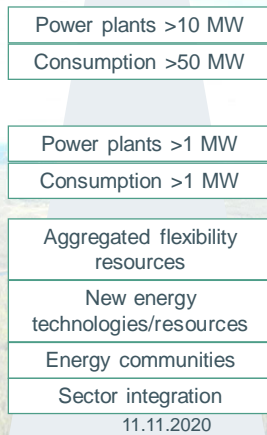 Power plants >10 MW
Consumption >50 MW
Power plants >1 MW
Consumption >1 MW
Aggregated flexibility
resources
New energy
technologies/resources
Energy communities
Sector integration
11.11.2020